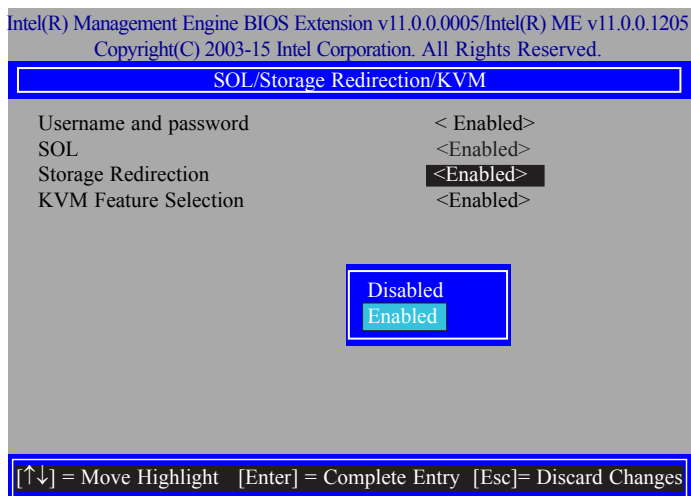 Intel(R) Management Engine BIOS Extension v11.0.0.0005/Intel(R) ME v11.0.0.1205
Copyright(C) 2003-15 Intel Corporation. All Rights Reserved.
SOL/Storage Redirection/KVM
Username and password < Enabled>
SOL <Enabled>
Storage Redirection <Enabled>
KVM Feature Selection <Enabled>
Disabled
Enabled
[↑↓] = Move Highlight [Enter] = Complete Entry [Esc]= Discard Changes